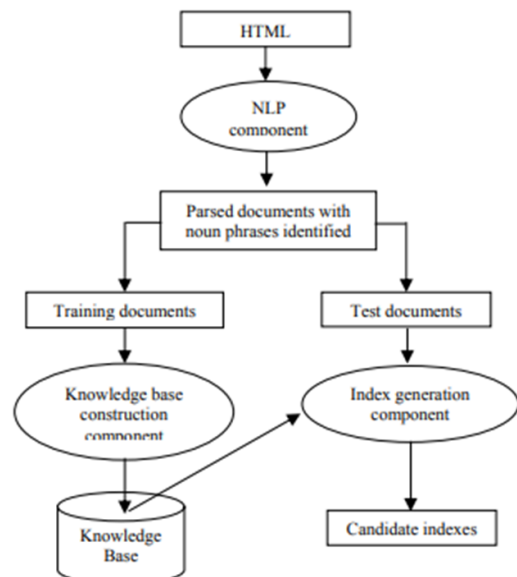 HTML
NLP
component
Parsed documents with
noun phrases identified
Training documents
Test documents
Knowledge base
construction
component
Index generation
component
Knowledge
Base
Candidate indexes